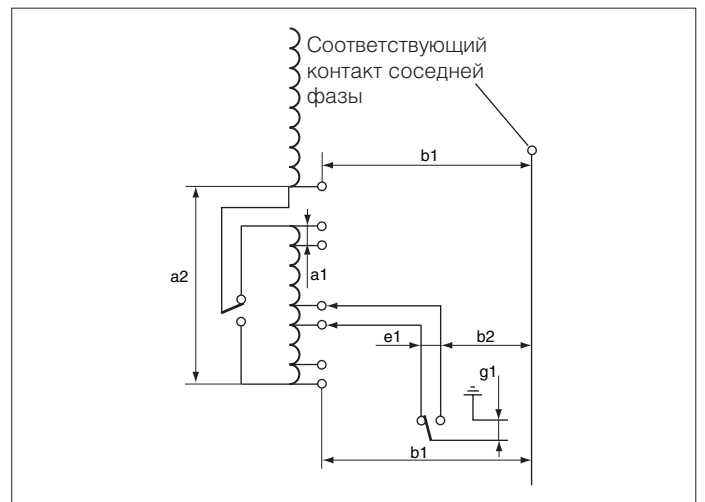 Соответствующий
контакт соседней
фазы
b1
a2
a1
e1
b2
g1
b1